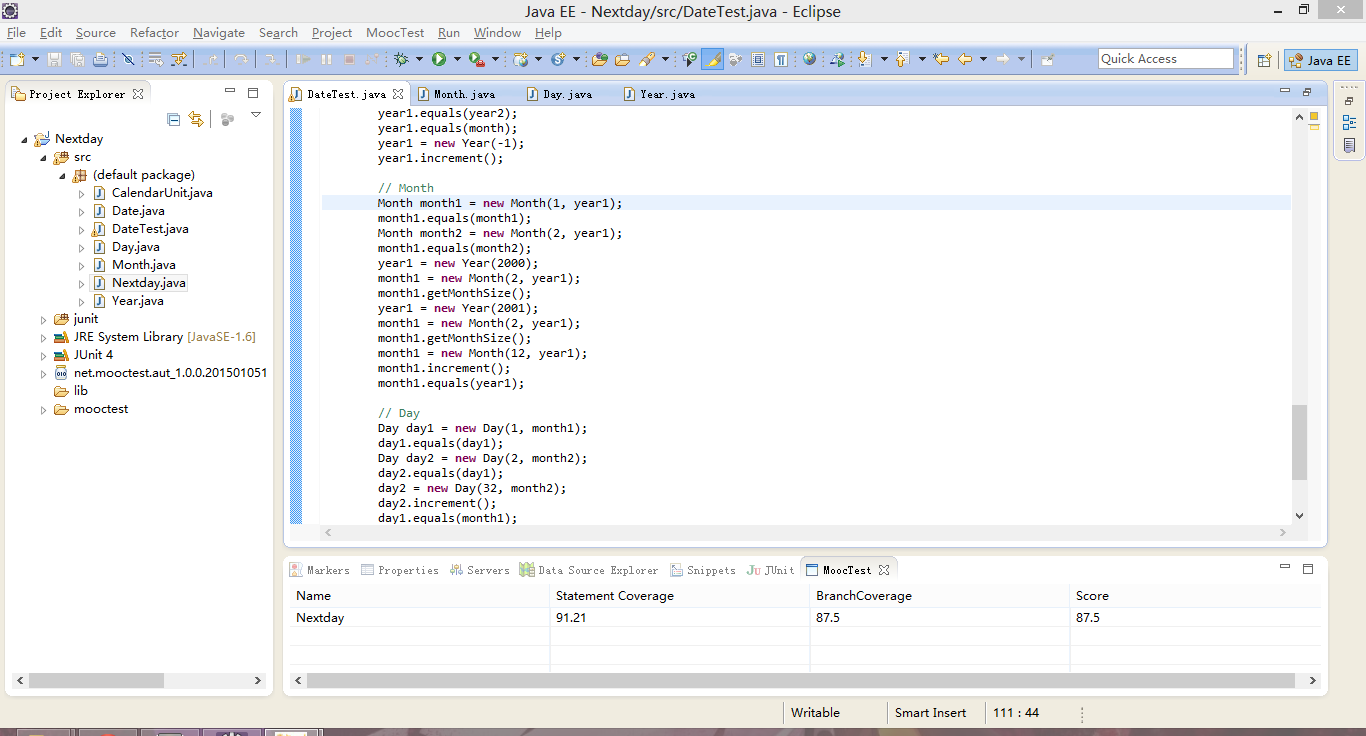 Java EE - Nextday/src/DateTest.java - Eclipse
File Edit Source Refactor Navigate Search Project MoocTest Run Window Help
Quick Access
Java EE
Project Explorer
Nextday
src
(default package)
CalendarUnit.java
Date.java
DateTest.java
Day.java
Month.java
Nextday.java
Year.java
junit
JRE System Library [JavaSE-1.6]
JUnit 4
net.mooctest.aut_1.0.0.201501051
lib
mooctest
DateTest.java Month.java Day.java Year.java
year1.equals(year2);
year1.equals(month);
year1 = new Year(-1);
year1.increment();
// Month
Month month1 = new Month(1, year1);
month1.equals(month1);
Month month2 = new Month(2, year1);
month1.equals(month2);
year1 = new Year(2000);
month1 = new Month(2, year1);
month1.getMonthSize();
year1 = new Year(2001);
month1 = new Month(2, year1);
month1.getMonthSize();
month1 = new Month(12, year1);
month1.increment();
month1.equals(year1);
// Day
Day day1 = new Day(1, month1);
day1.equals(day1);
Day day2 = new Day(2, month2);
day2.equals(day1);
day2 = new Day(32, month2);
day2.increment();
day1.equals(month1);
Markers Properties Servers Data Source Explorer Snippets JUnit MoocTest
Name Statement Coverage BranchCoverage Score
Nextday 91.21 87.5 87.5
Writable Smart Insert 111 : 44